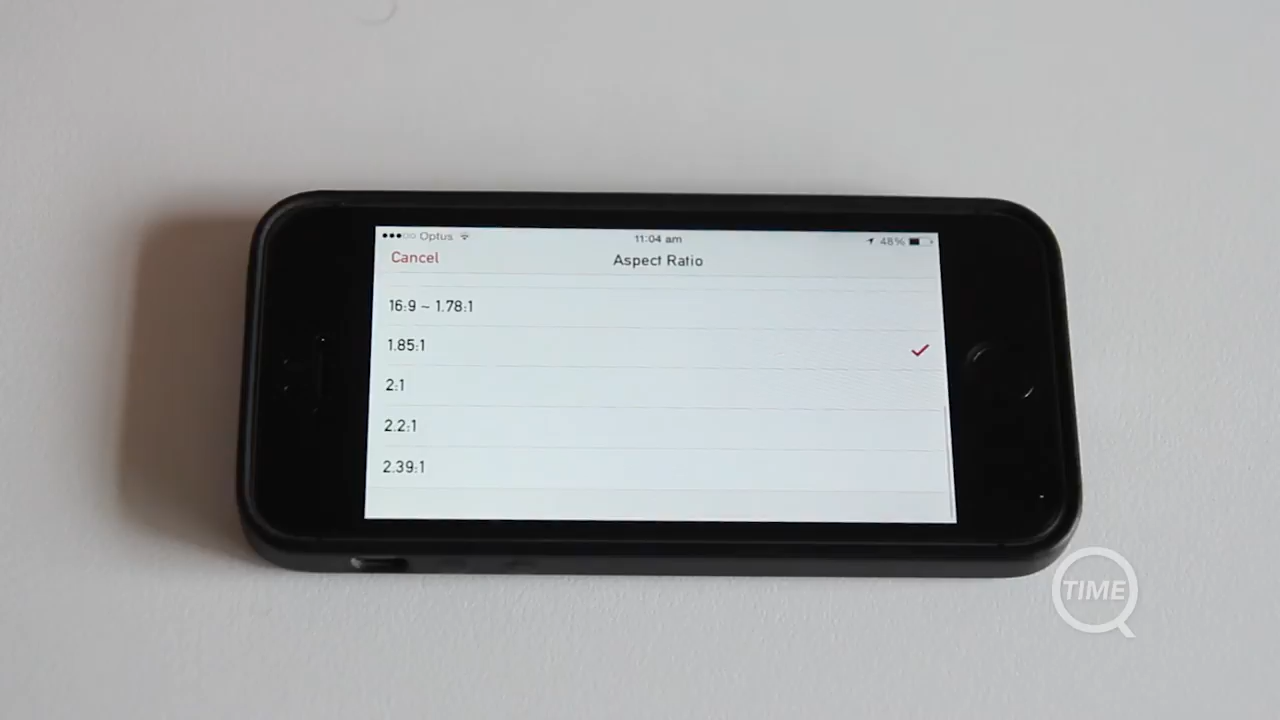 Optus 11:04 am 48%
Cancel Aspect Ratio
16:9 ~ 1.78:1
1.85:1
2:1
2.2:1
2.39:1
TIME